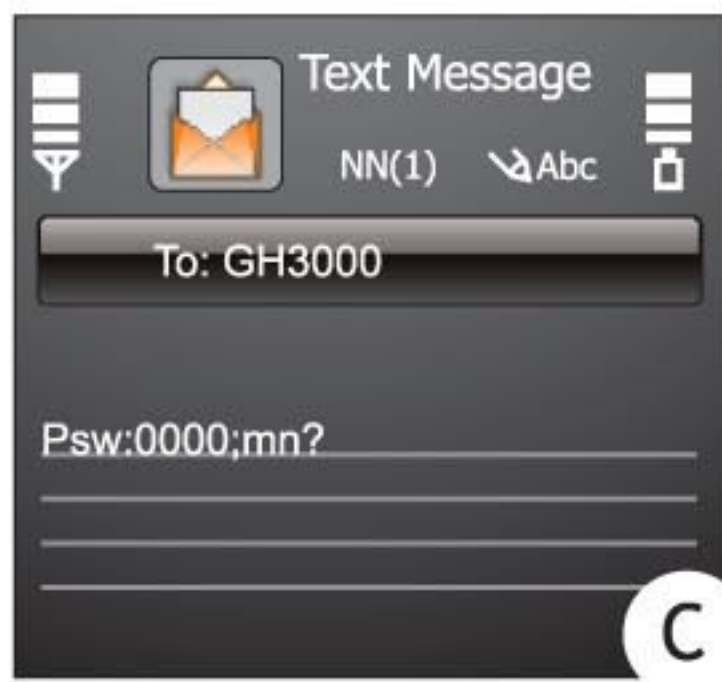 Text Message
NN(1) Abc
To: GH3000
Psw:0000;mn?
C